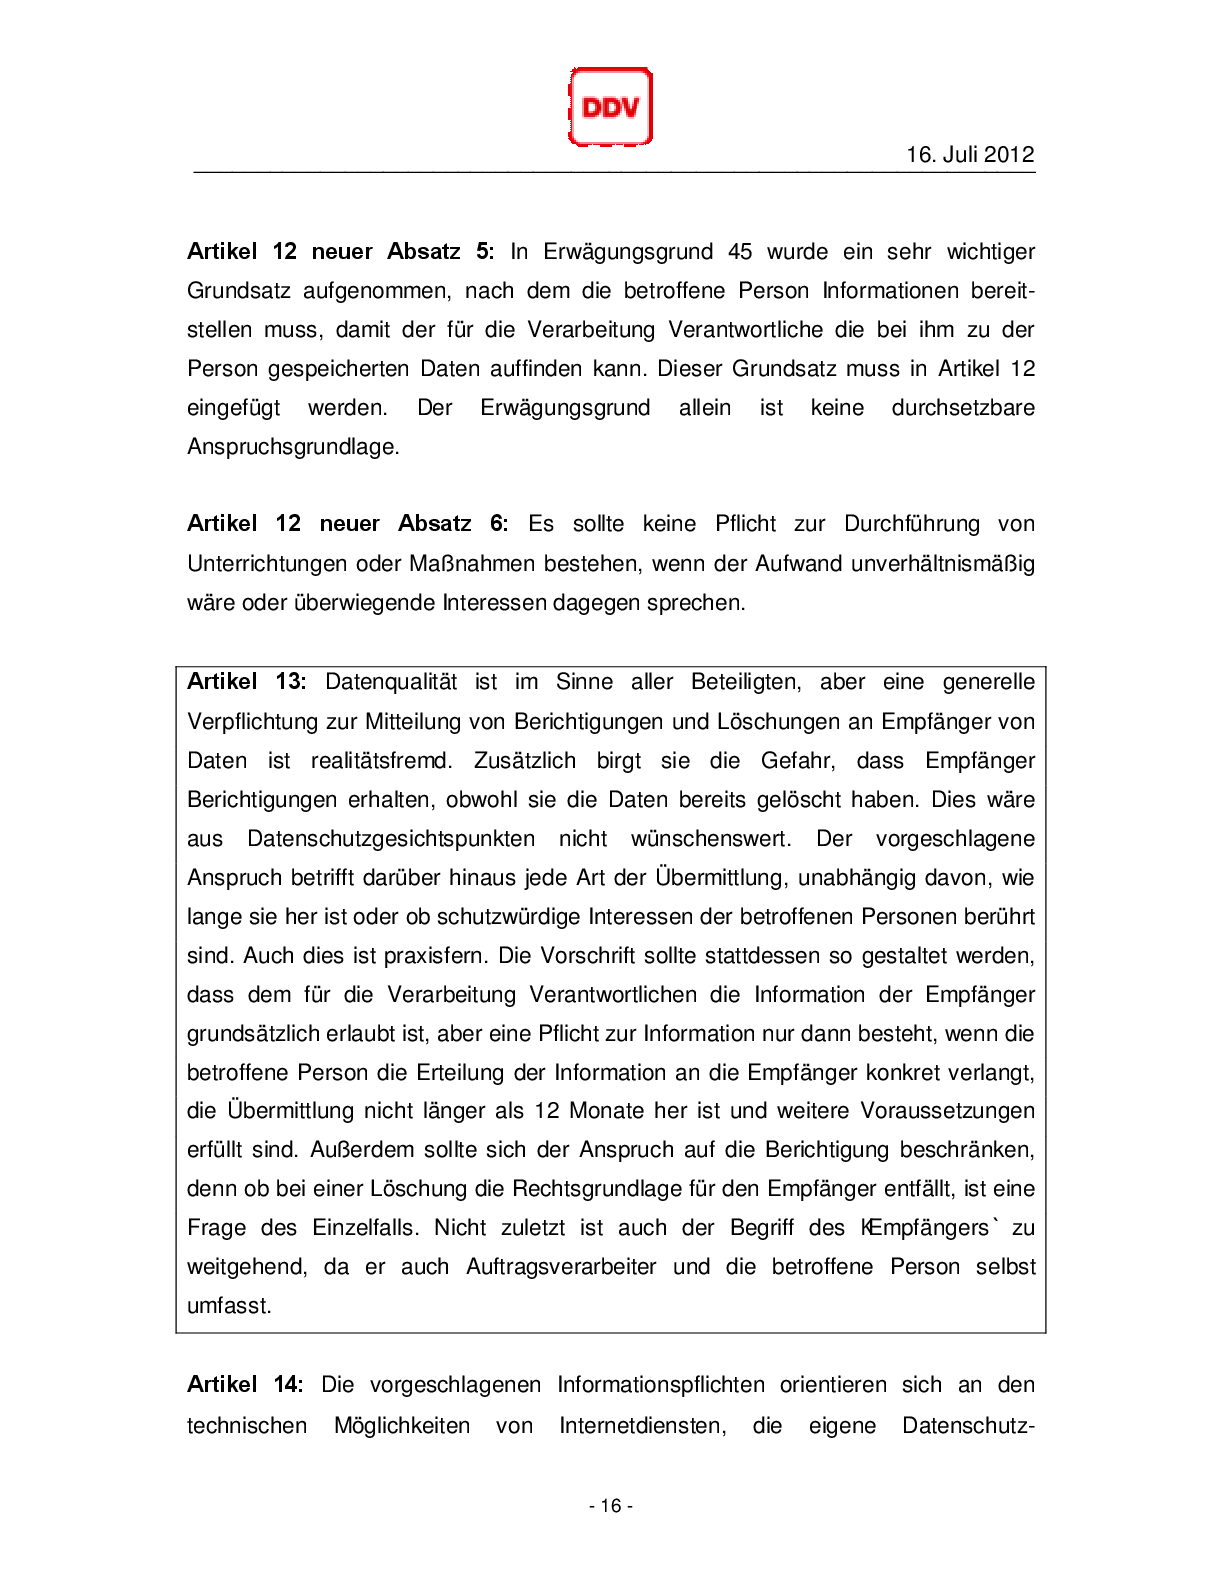 DDV
16. Juli 2012
Artikel 12 neuer Absatz 5: In Erwägungsgrund 45 wurde ein sehr wichtiger
Grundsatz aufgenommen, nach dem die betroffene Person Informationen bereit-
stellen muss, damit der für die Verarbeitung Verantwortliche die bei ihm zu der
Person gespeicherten Daten auffinden kann. Dieser Grundsatz muss in Artikel 12
eingefügt werden. Der Erwägungsgrund allein ist keine durchsetzbare
Anspruchsgrundlage.
Artikel 12 neuer Absatz 6: Es sollte keine Pflicht zur Durchführung von
Unterrichtungen oder Maßnahmen bestehen, wenn der Aufwand unverhältnismäßig
wäre oder überwiegende Interessen dagegen sprechen.
Artikel 13: Datenqualität ist im Sinne aller Beteiligten, aber eine generelle
Verpflichtung zur Mitteilung von Berichtigungen und Löschungen an Empfänger von
Daten ist realitätsfremd. Zusätzlich birgt sie die Gefahr, dass Empfänger
Berichtigungen erhalten, obwohl sie die Daten bereits gelöscht haben. Dies wäre
aus Datenschutzgesichtspunkten nicht wünschenswert. Der vorgeschlagene
Anspruch betrifft darüber hinaus jede Art der Übermittlung, unabhängig davon, wie
lange sie her ist oder ob schutzwürdige Interessen der betroffenen Personen berührt
sind. Auch dies ist praxisfern. Die Vorschrift sollte stattdessen so gestaltet werden,
dass dem für die Verarbeitung Verantwortlichen die Information der Empfänger
grundsätzlich erlaubt ist, aber eine Pflicht zur Information nur dann besteht, wenn die
betroffene Person die Erteilung der Information an die Empfänger konkret verlangt,
die Übermittlung nicht länger als 12 Monate her ist und weitere Voraussetzungen
erfüllt sind. Außerdem sollte sich der Anspruch auf die Berichtigung beschränken,
denn ob bei einer Löschung die Rechtsgrundlage für den Empfänger entfällt, ist eine
Frage des Einzelfalls. Nicht zuletzt ist auch der Begriff des KEmpfängers` zu
weitgehend, da er auch Auftragsverarbeiter und die betroffene Person selbst
umfasst.
Artikel 14: Die vorgeschlagenen Informationspflichten orientieren sich an den
technischen Möglichkeiten von Internetdiensten, die eigene Datenschutz-
- 16 -